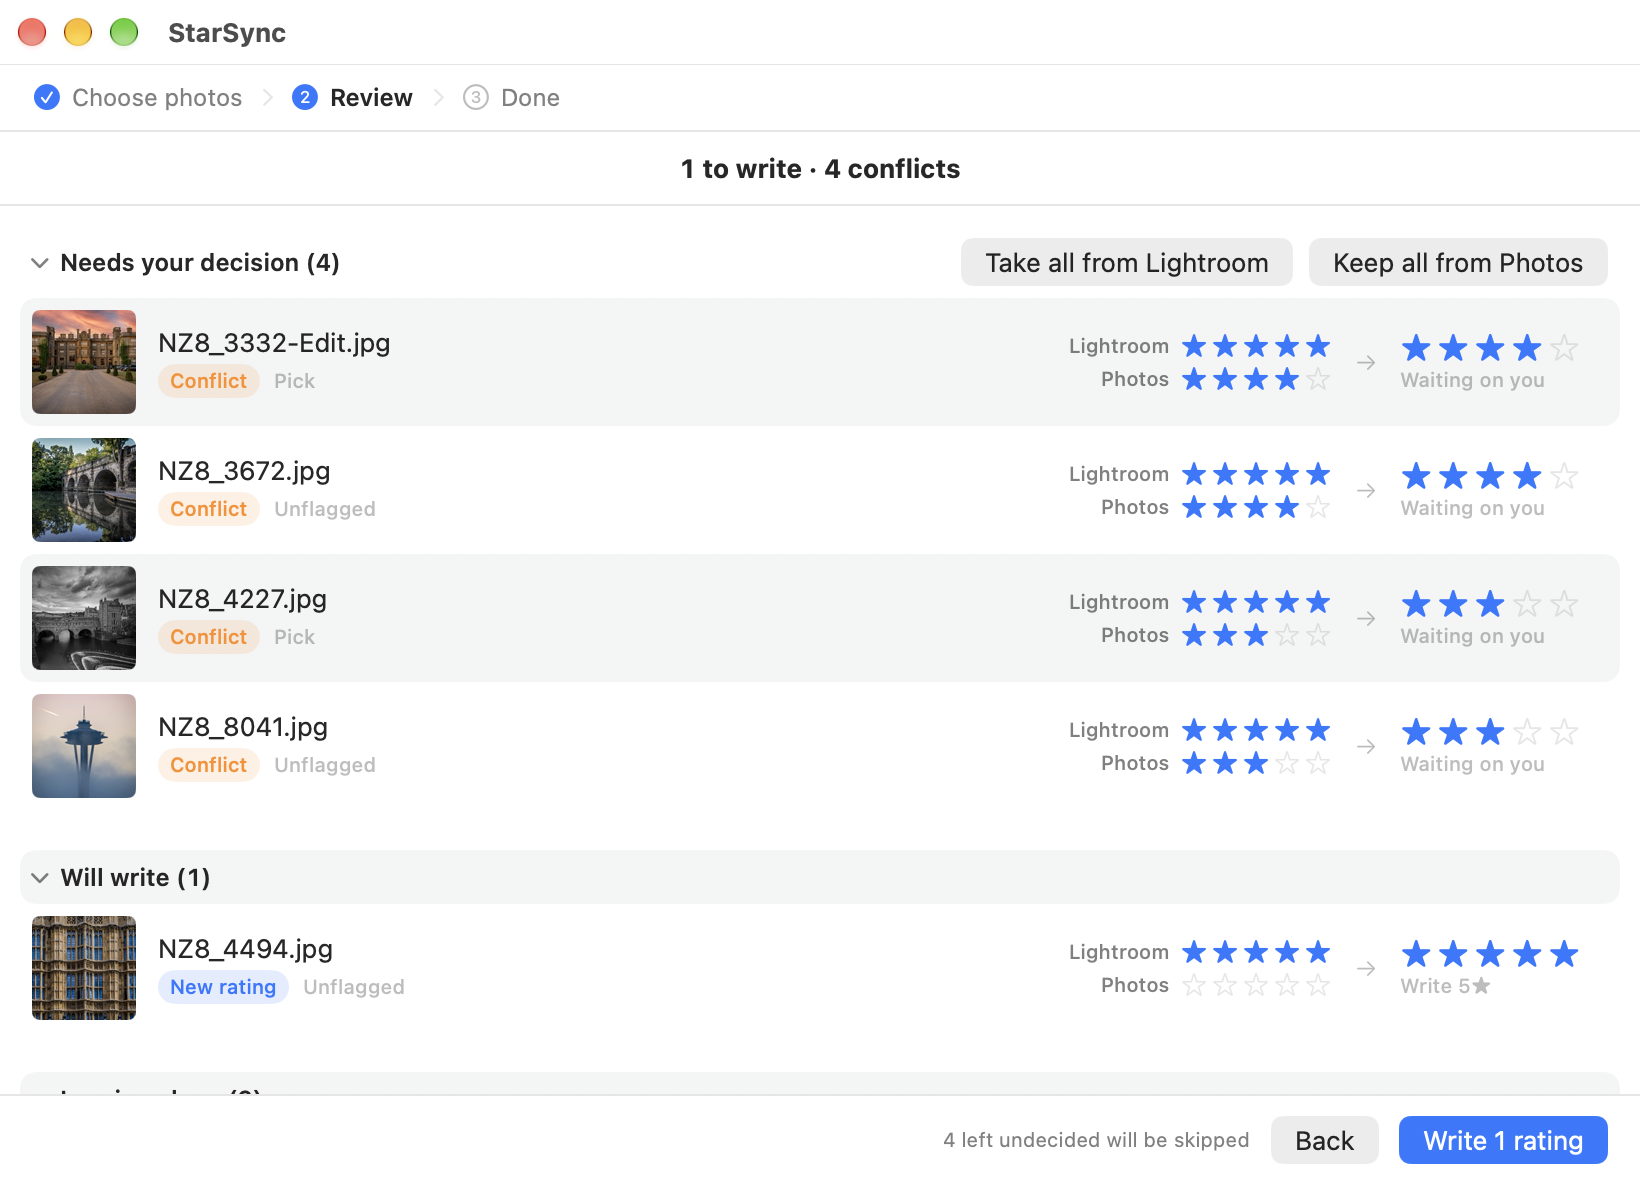 StarSync
Choose photos
2 Review
3 Done
1 to write · 4 conflicts
Needs your decision (4)
Take all from Lightroom
Keep all from Photos
NZ8_3332-Edit.jpg
Conflict Pick
Lightroom
Photos
Waiting on you
NZ8_3672.jpg
Conflict Unflagged
Lightroom
Photos
Waiting on you
NZ8_4227.jpg
Conflict Pick
Lightroom
Photos
Waiting on you
NZ8_8041.jpg
Conflict Unflagged
Lightroom
Photos
Waiting on you
Will write (1)
NZ8_4494.jpg
New rating Unflagged
Lightroom
Photos
Write 5★
4 left undecided will be skipped
Back
Write 1 rating